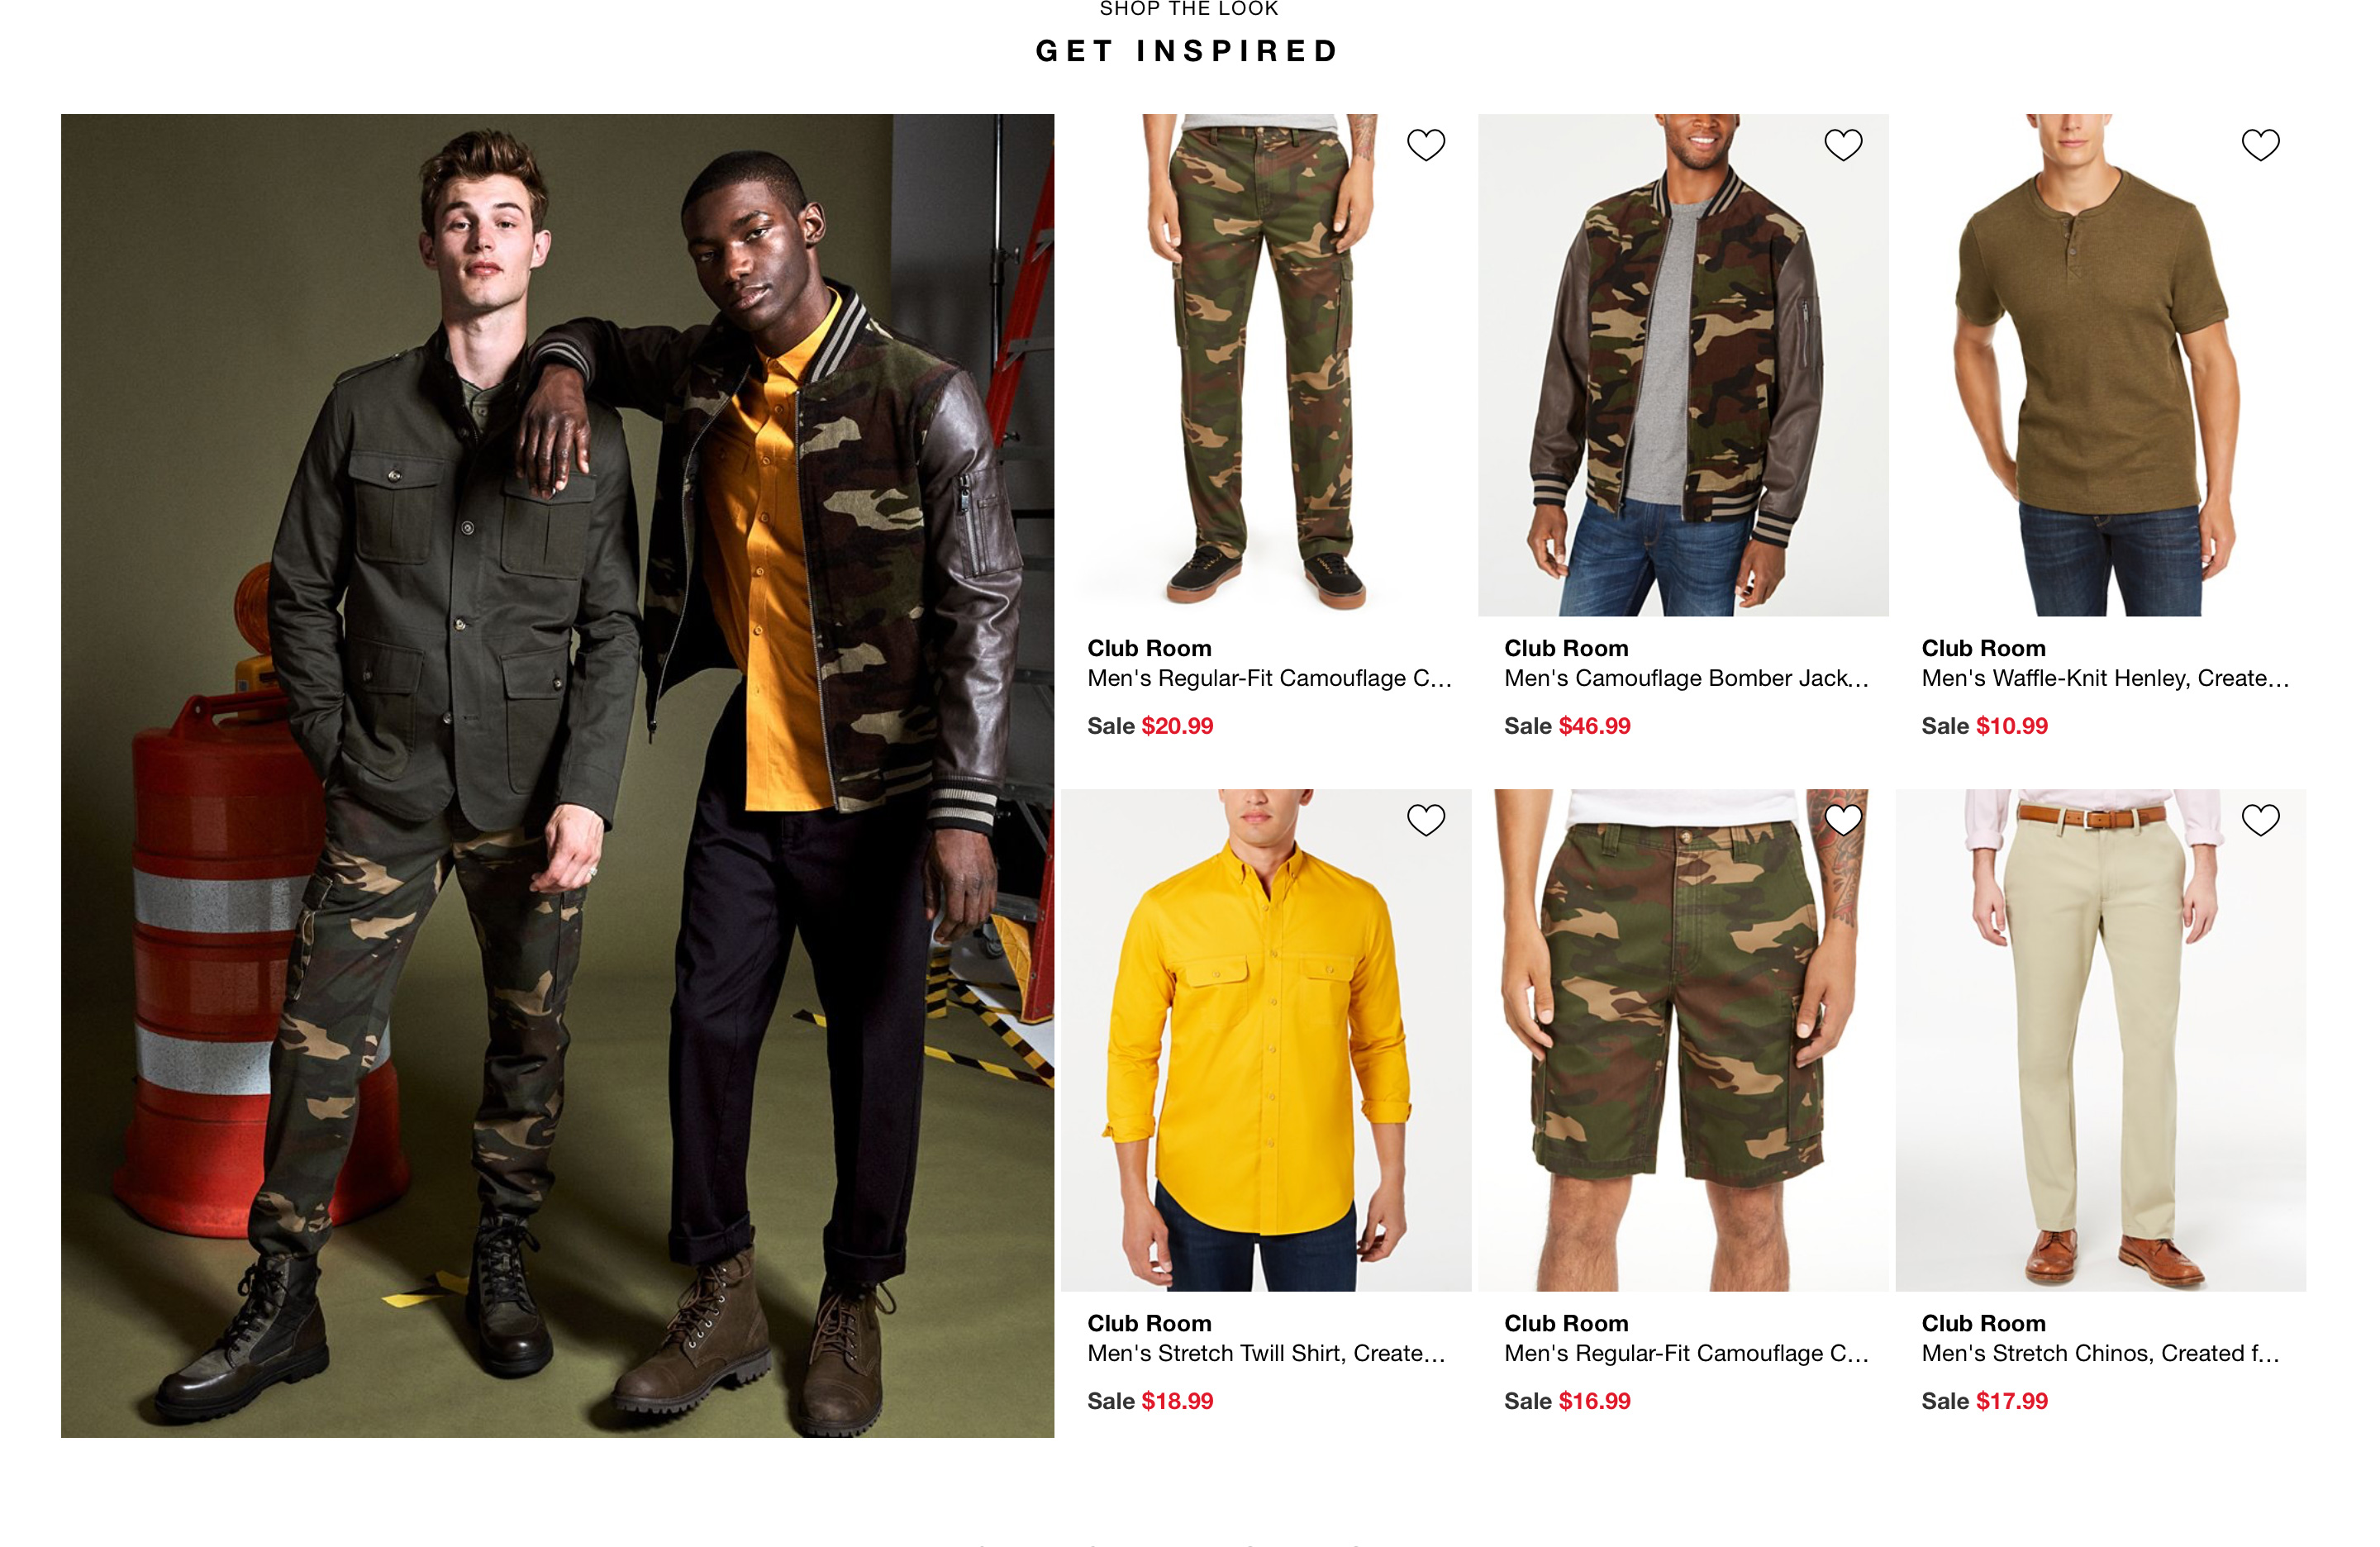 SHOP THE LOOK
GET INSPIRED
Club Room
Men's Regular-Fit Camouflage C...
Sale $20.99
Club Room
Men's Camouflage Bomber Jack...
Sale $46.99
Club Room
Men's Waffle-Knit Henley, Create...
Sale $10.99
Club Room
Men's Stretch Twill Shirt, Create...
Sale $18.99
Club Room
Men's Regular-Fit Camouflage C...
Sale $16.99
Club Room
Men's Stretch Chinos, Created f...
Sale $17.99